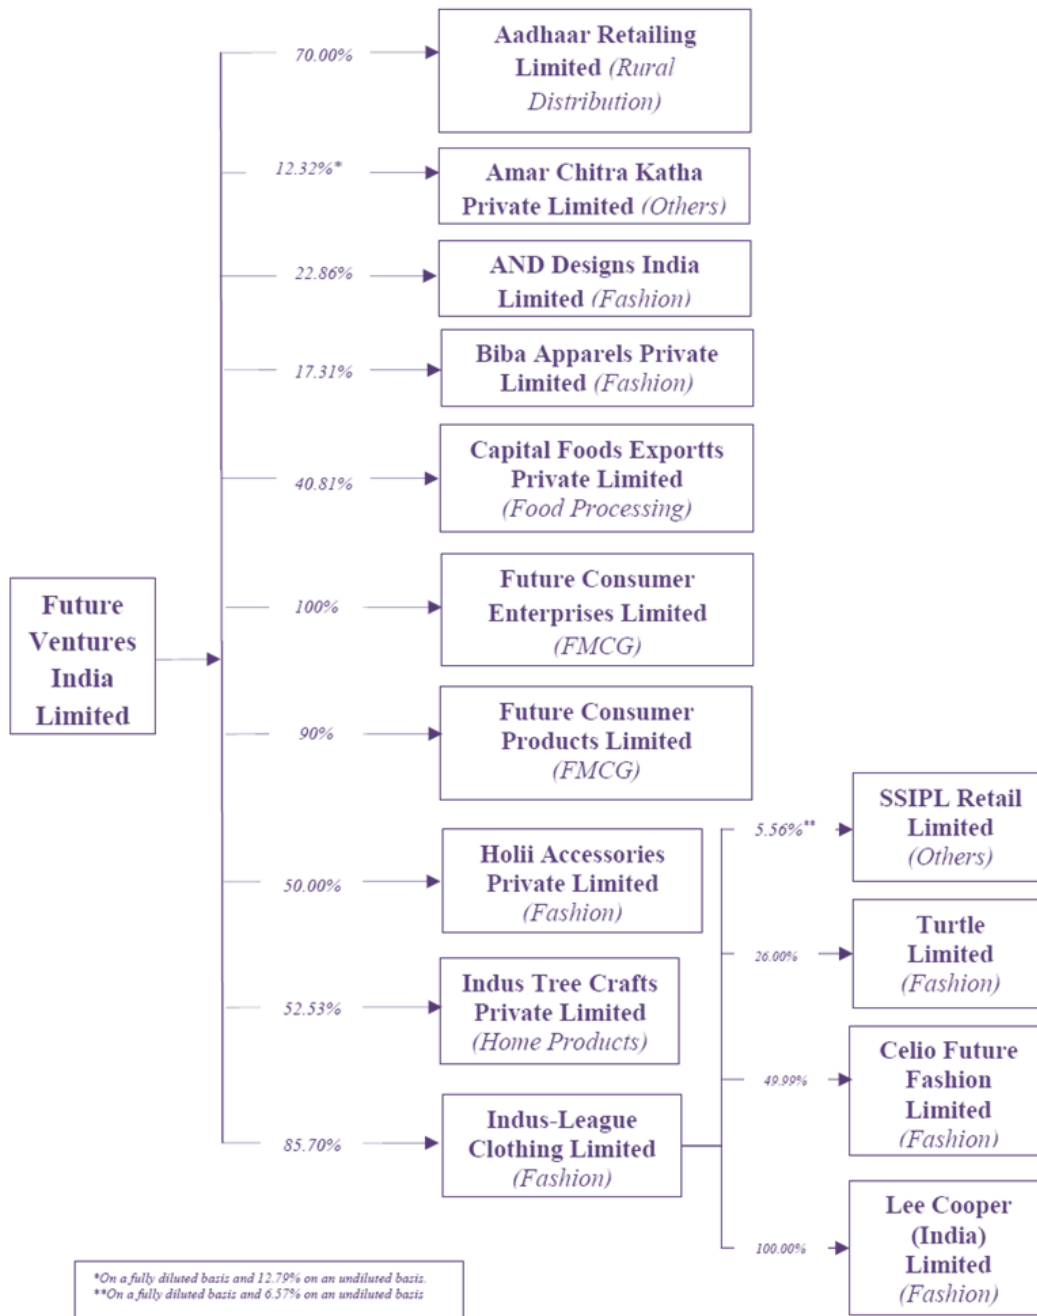 Future
Ventures
India
Limited
70.00%
Aadhaar Retailing
Limited (Rural
Distribution)
12.32%*
Amar Chitra Katha
Private Limited (Others)
22.86%
AND Designs India
Limited (Fashion)
17.31%
Biba Apparels Private
Limited (Fashion)
40.81%
Capital Foods Exportts
Private Limited
(Food Processing)
100%
Future Consumer
Enterprises Limited
(FMCG)
90%
Future Consumer
Products Limited
(FMCG)
50.00%
Holii Accessories
Private Limited
(Fashion)
52.53%
Indus Tree Crafts
Private Limited
(Home Products)
85.70%
Indus-League
Clothing Limited
(Fashion)
5.56%**
SSIPL Retail
Limited
(Others)
26.00%
Turtle
Limited
(Fashion)
49.99%
Celio Future
Fashion
Limited
(Fashion)
100.00%
Lee Cooper
(India)
Limited
(Fashion)
*On a fully diluted basis and 12.79% on an undiluted basis.
**On a fully diluted basis and 6.57% on an undiluted basis